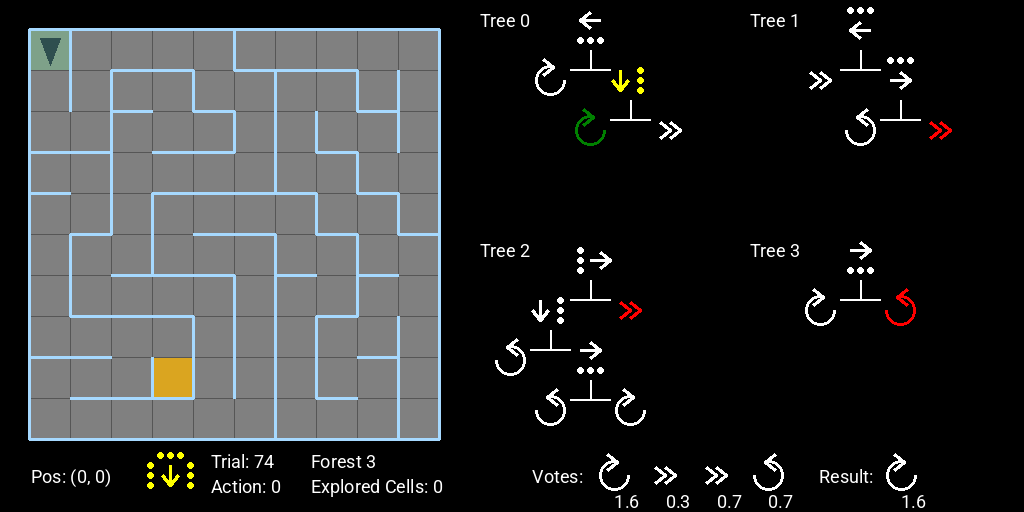 Tree 0
Tree 1
Tree 2
Tree 3
Pos: (0, 0)
Trial: 74
Action: 0
Forest 3
Explored Cells: 0
Votes:
1.6
0.3
0.7
0.7
Result:
1.6